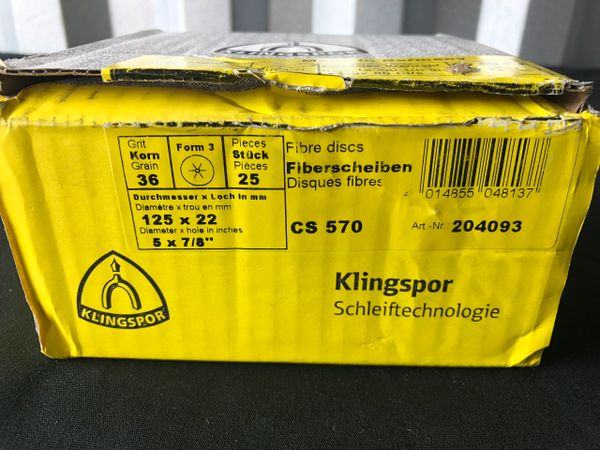 KLINGSPOR
Grit
Korn
Grain
36
Form 3
Pieces
Stück
Pièces
25
Fibre discs
Fiberscheiben
Disques fibres
4 014855 048137
Durchmesser x Loch in mm
Diamètre x trou en mm
125 x 22
Diameter x hole in inches
5 x 7/8"
CS 570
Art-Nr.: 204093
KLINGSPOR
Klingspor
Schleiftechnologie